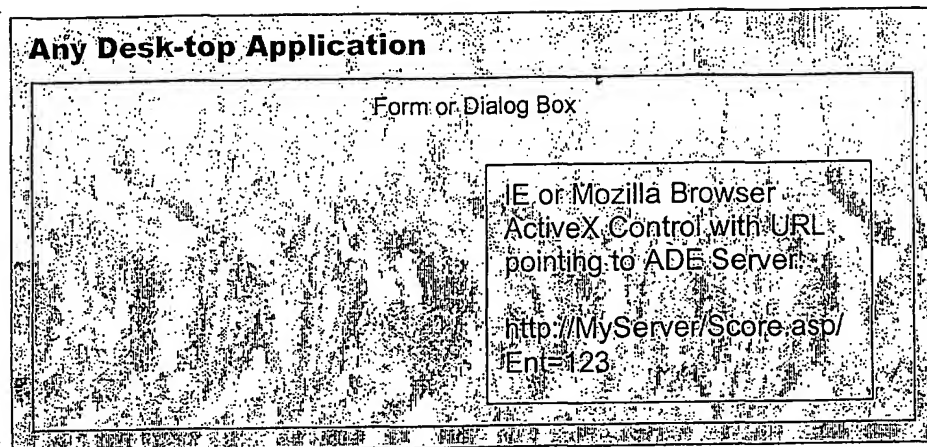 Any Desk-top Application
Form or Dialog Box
IE or Mozilla Browser
ActiveX Control with URL
pointing to ADE Server
http://MyServer/Score.asp/
Ent=123